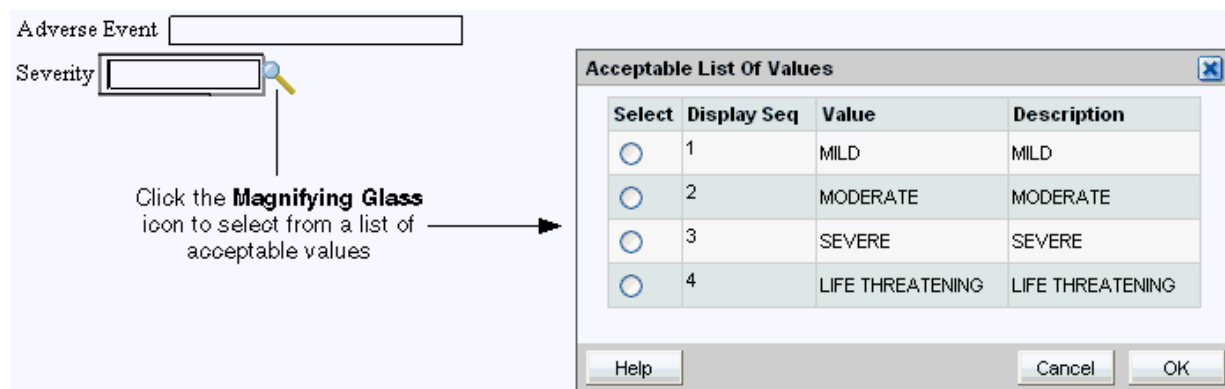 Adverse Event
Severity
Click the Magnifying Glass
icon to select from a list of
acceptable values
Acceptable List Of Values
Select Display Seq Value Description
1 MILD MILD
2 MODERATE MODERATE
3 SEVERE SEVERE
4 LIFE THREATENING LIFE THREATENING
Help Cancel OK